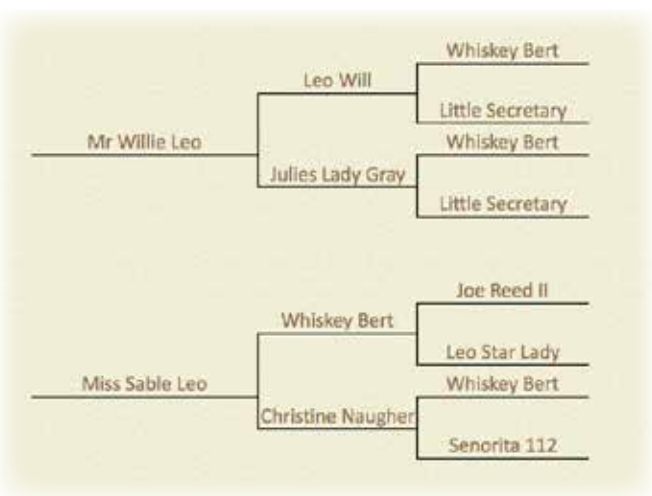 Whiskey Bert
Leo Will
Little Secretary
Mr Willie Leo
Whiskey Bert
Julies Lady Gray
Little Secretary
Joe Reed II
Whiskey Bert
Leo Star Lady
Miss Sable Leo
Whiskey Bert
Christine Naugher
Senorita 112